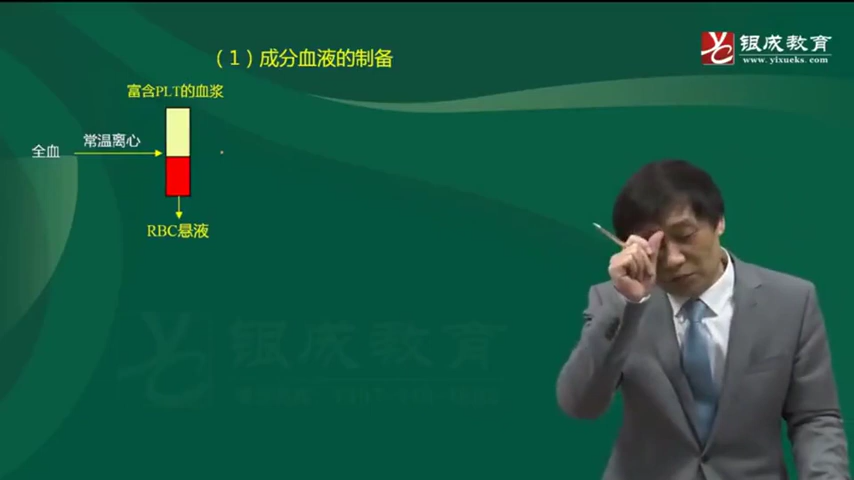 （1）成分血液的制备
银成教育
www.yixueks.com
富含PLT的血浆
常温离心
全血
RBC悬液
银成教育